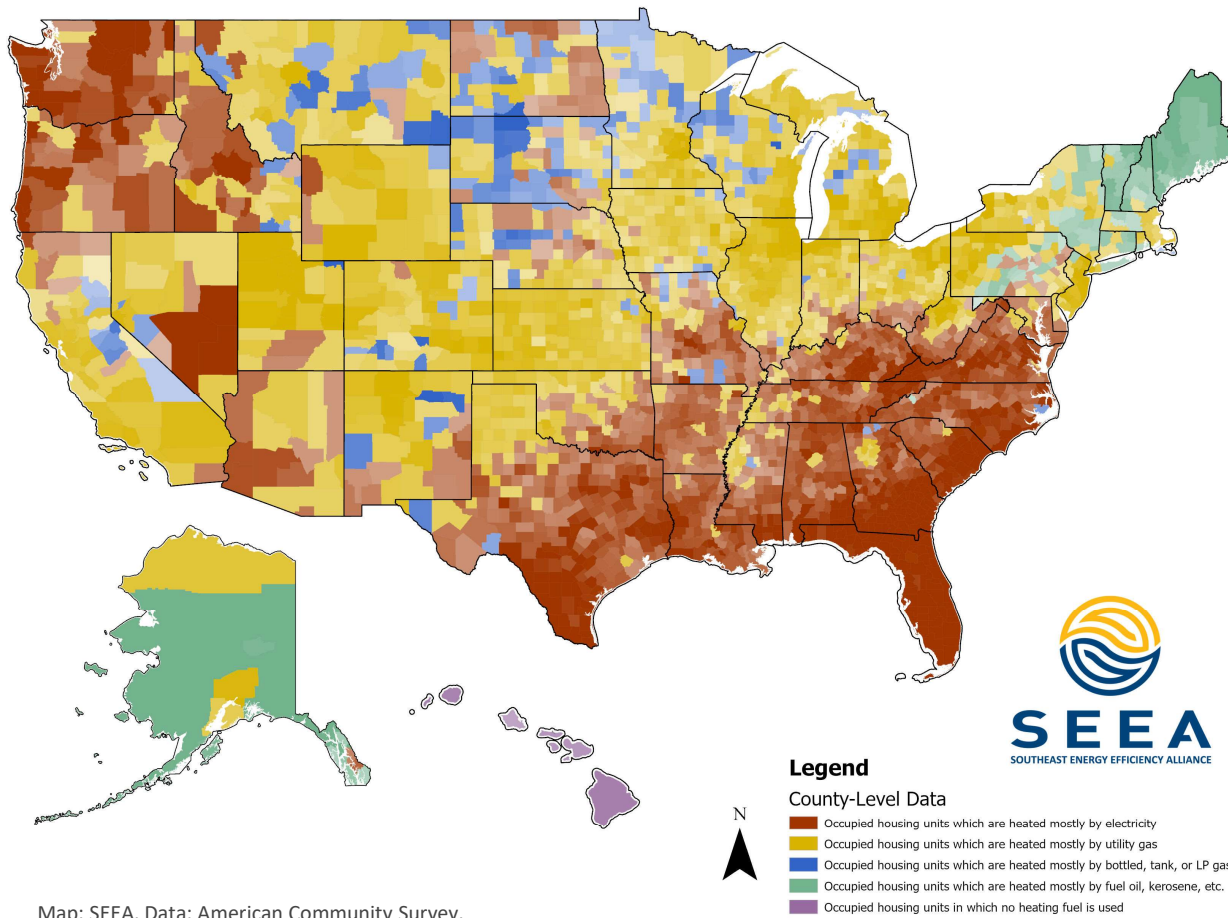 SEEA
SOUTHEAST ENERGY EFFICIENCY ALLIANCE
Legend
County-Level Data
N
Occupied housing units which are heated mostly by electricity
Occupied housing units which are heated mostly by utility gas
Occupied housing units which are heated mostly by bottled, tank, or LP gas
Occupied housing units which are heated mostly by fuel oil, kerosene, etc.
Occupied housing units in which no heating fuel is used
Map: SEEA. Data: American Community Survey.